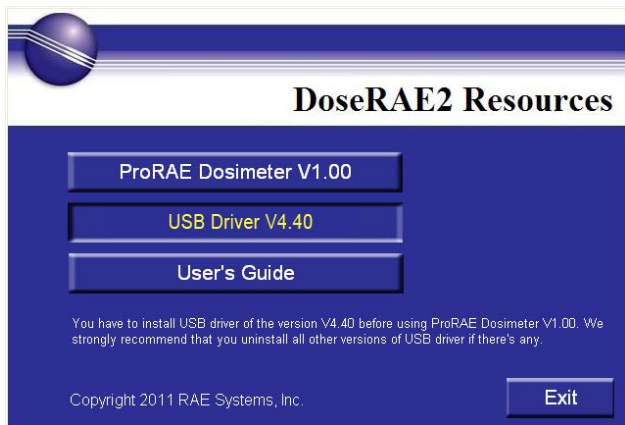 DoseRAE2 Resources
ProRAE Dosimeter V1.00
USB Driver V4.40
User's Guide
You have to install USB driver of the version V4.40 before using ProRAE Dosimeter V1.00. We
strongly recommend that you uninstall all other versions of USB driver if there's any.
Copyright 2011 RAE Systems, Inc.
Exit